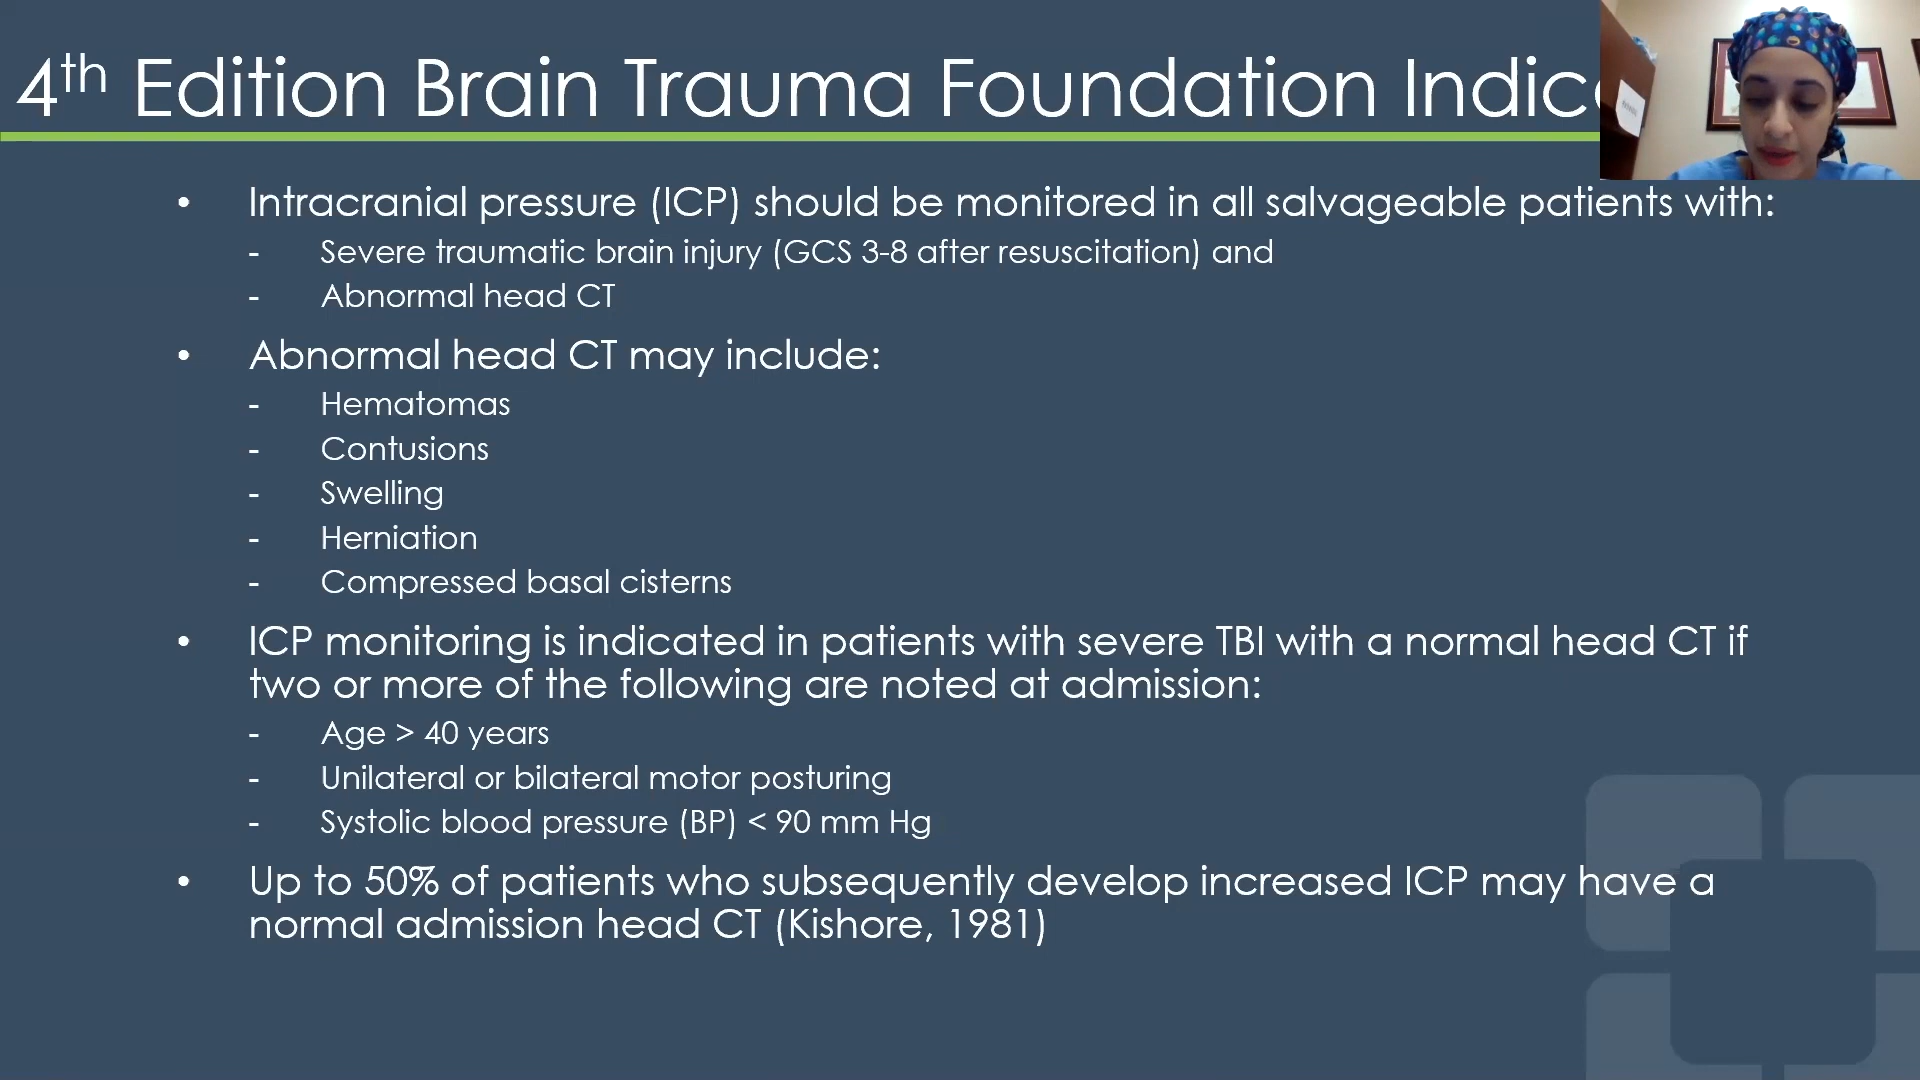 4th Edition Brain Trauma Foundation
• Intracranial pressure (ICP) should be monitored in all salvageable patients with:
- Severe traumatic brain injury (GCS 3-8 after resuscitation) and
- Abnormal head CT
• Abnormal head CT may include:
- Hematomas
- Contusions
- Swelling
- Herniation
- Compressed basal cisterns
• ICP monitoring is indicated in patients with severe TBI with a normal head CT if
two or more of the following are noted at admission:
- Age > 40 years
- Unilateral or bilateral motor posturing
- Systolic blood pressure (BP) < 90 mm Hg
• Up to 50% of patients who subsequently develop increased ICP may have a
normal admission head CT (Kishore, 1981)